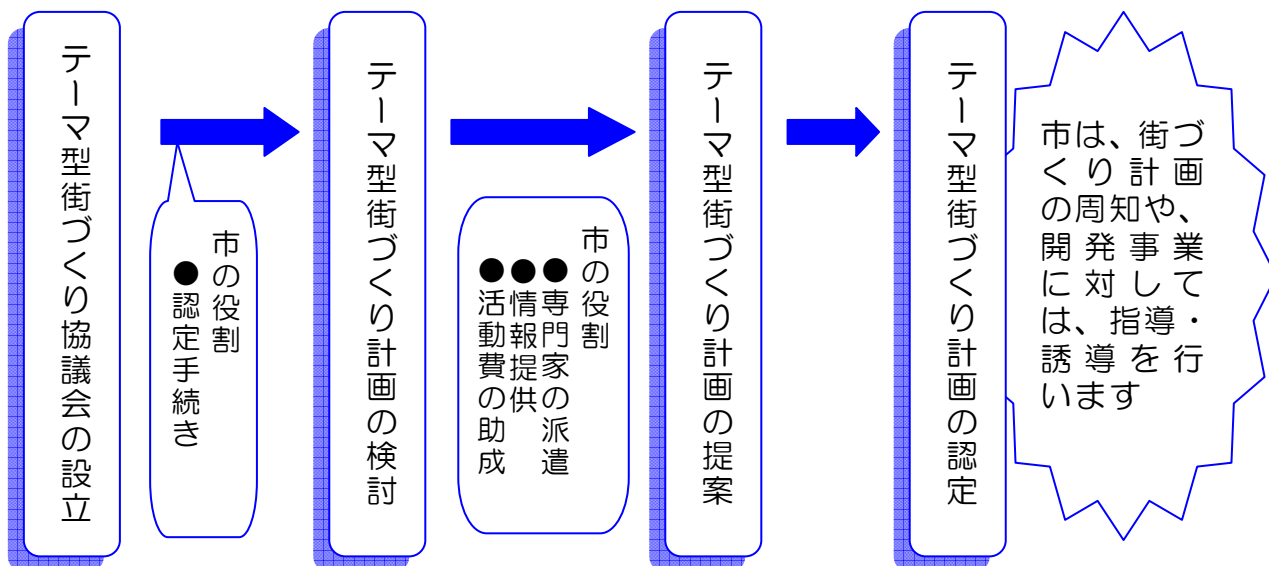 テーマ型街づくり協議会の設立
市の役割
●認定手続き
テーマ型街づくり計画の検討
市の役割
●専門家の派遣
●情報提供
●活動費の助成
テーマ型街づくり計画の提案
テーマ型街づくり計画の認定
市は、街づ
くり計画
の周知や、
開発事業
に対して
は、指導・
誘導を行
います